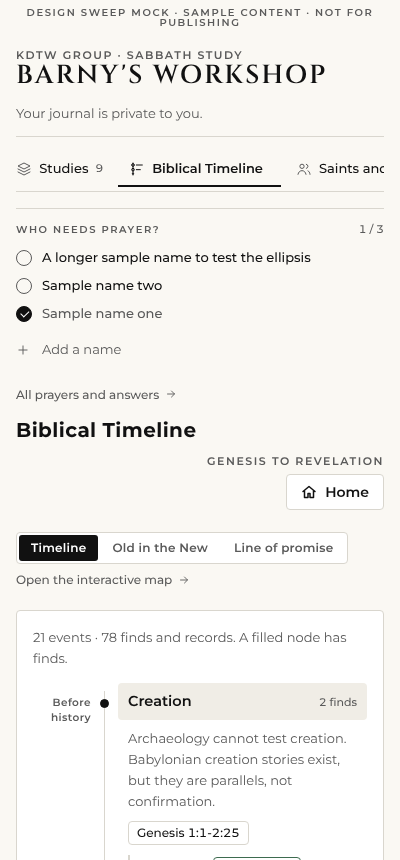 DESIGN SWEEP MOCK · SAMPLE CONTENT · NOT FOR
PUBLISHING
KDTW GROUP · SABBATH STUDY
BARNY'S WORKSHOP
Your journal is private to you.
Studies 9 Biblical Timeline Saints and
WHO NEEDS PRAYER? 1 / 3
A longer sample name to test the ellipsis
Sample name two
Sample name one
+ Add a name
All prayers and answers →
Biblical Timeline
GENESIS TO REVELATION
Home
Timeline Old in the New Line of promise
Open the interactive map →
21 events · 78 finds and records. A filled node has
finds.
Before
history
Creation 2 finds
Archaeology cannot test creation.
Babylonian creation stories exist,
but they are parallels, not
confirmation.
Genesis 1:1-2:25